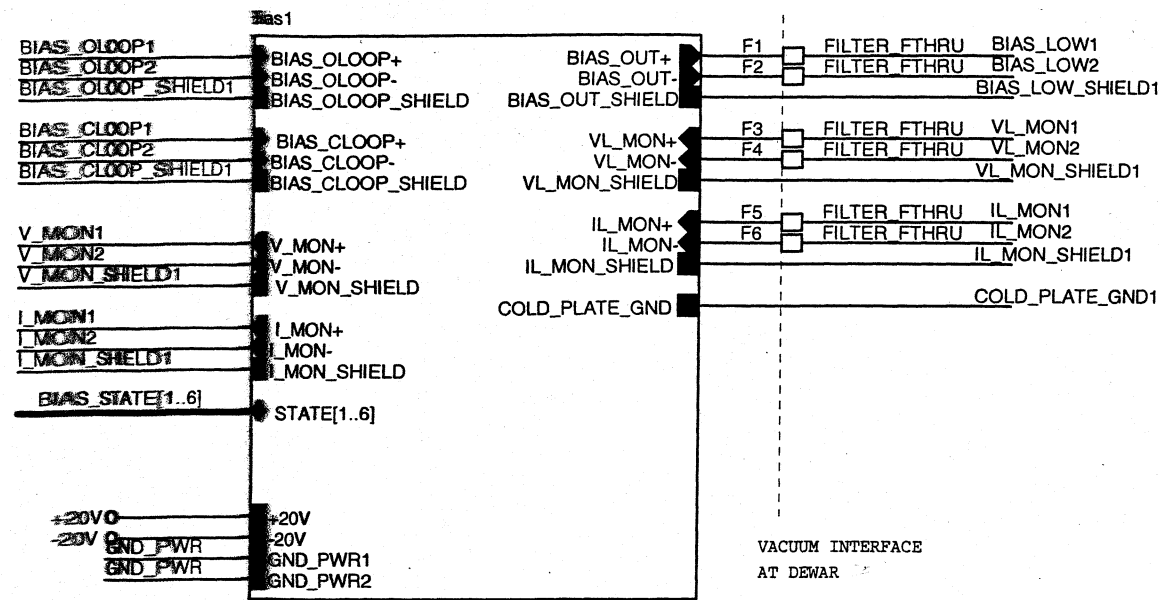 Bias1
BIAS_OLOOP1 BIAS_OLOOP+ BIAS_OUT+ F1 FILTER_FTHRU BIAS_LOW1
BIAS_OLOOP2 BIAS_OLOOP- BIAS_OUT- F2 FILTER_FTHRU BIAS_LOW2
BIAS_OLOOP_SHIELD1 BIAS_OLOOP_SHIELD BIAS_OUT_SHIELD BIAS_LOW_SHIELD1
BIAS_CLOOP1 BIAS_CLOOP+ VL_MON+ F3 FILTER_FTHRU VL_MON1
BIAS_CLOOP2 BIAS_CLOOP- VL_MON- F4 FILTER_FTHRU VL_MON2
BIAS_CLOOP_SHIELD1 BIAS_CLOOP_SHIELD VL_MON_SHIELD VL_MON_SHIELD1
V_MON1 V_MON+ IL_MON+ F5 FILTER_FTHRU IL_MON1
V_MON2 V_MON- IL_MON- F6 FILTER_FTHRU IL_MON2
V_MON_SHIELD1 V_MON_SHIELD IL_MON_SHIELD IL_MON_SHIELD1
COLD_PLATE_GND COLD_PLATE_GND1
I_MON1 I_MON+
I_MON2 I_MON-
I_MON_SHIELD1 I_MON_SHIELD
BIAS_STATE[1..6] STATE[1..6]
+20V +20V
-20V -20V
GND_PWR GND_PWR1
GND_PWR GND_PWR2
VACUUM INTERFACE
AT DEWAR